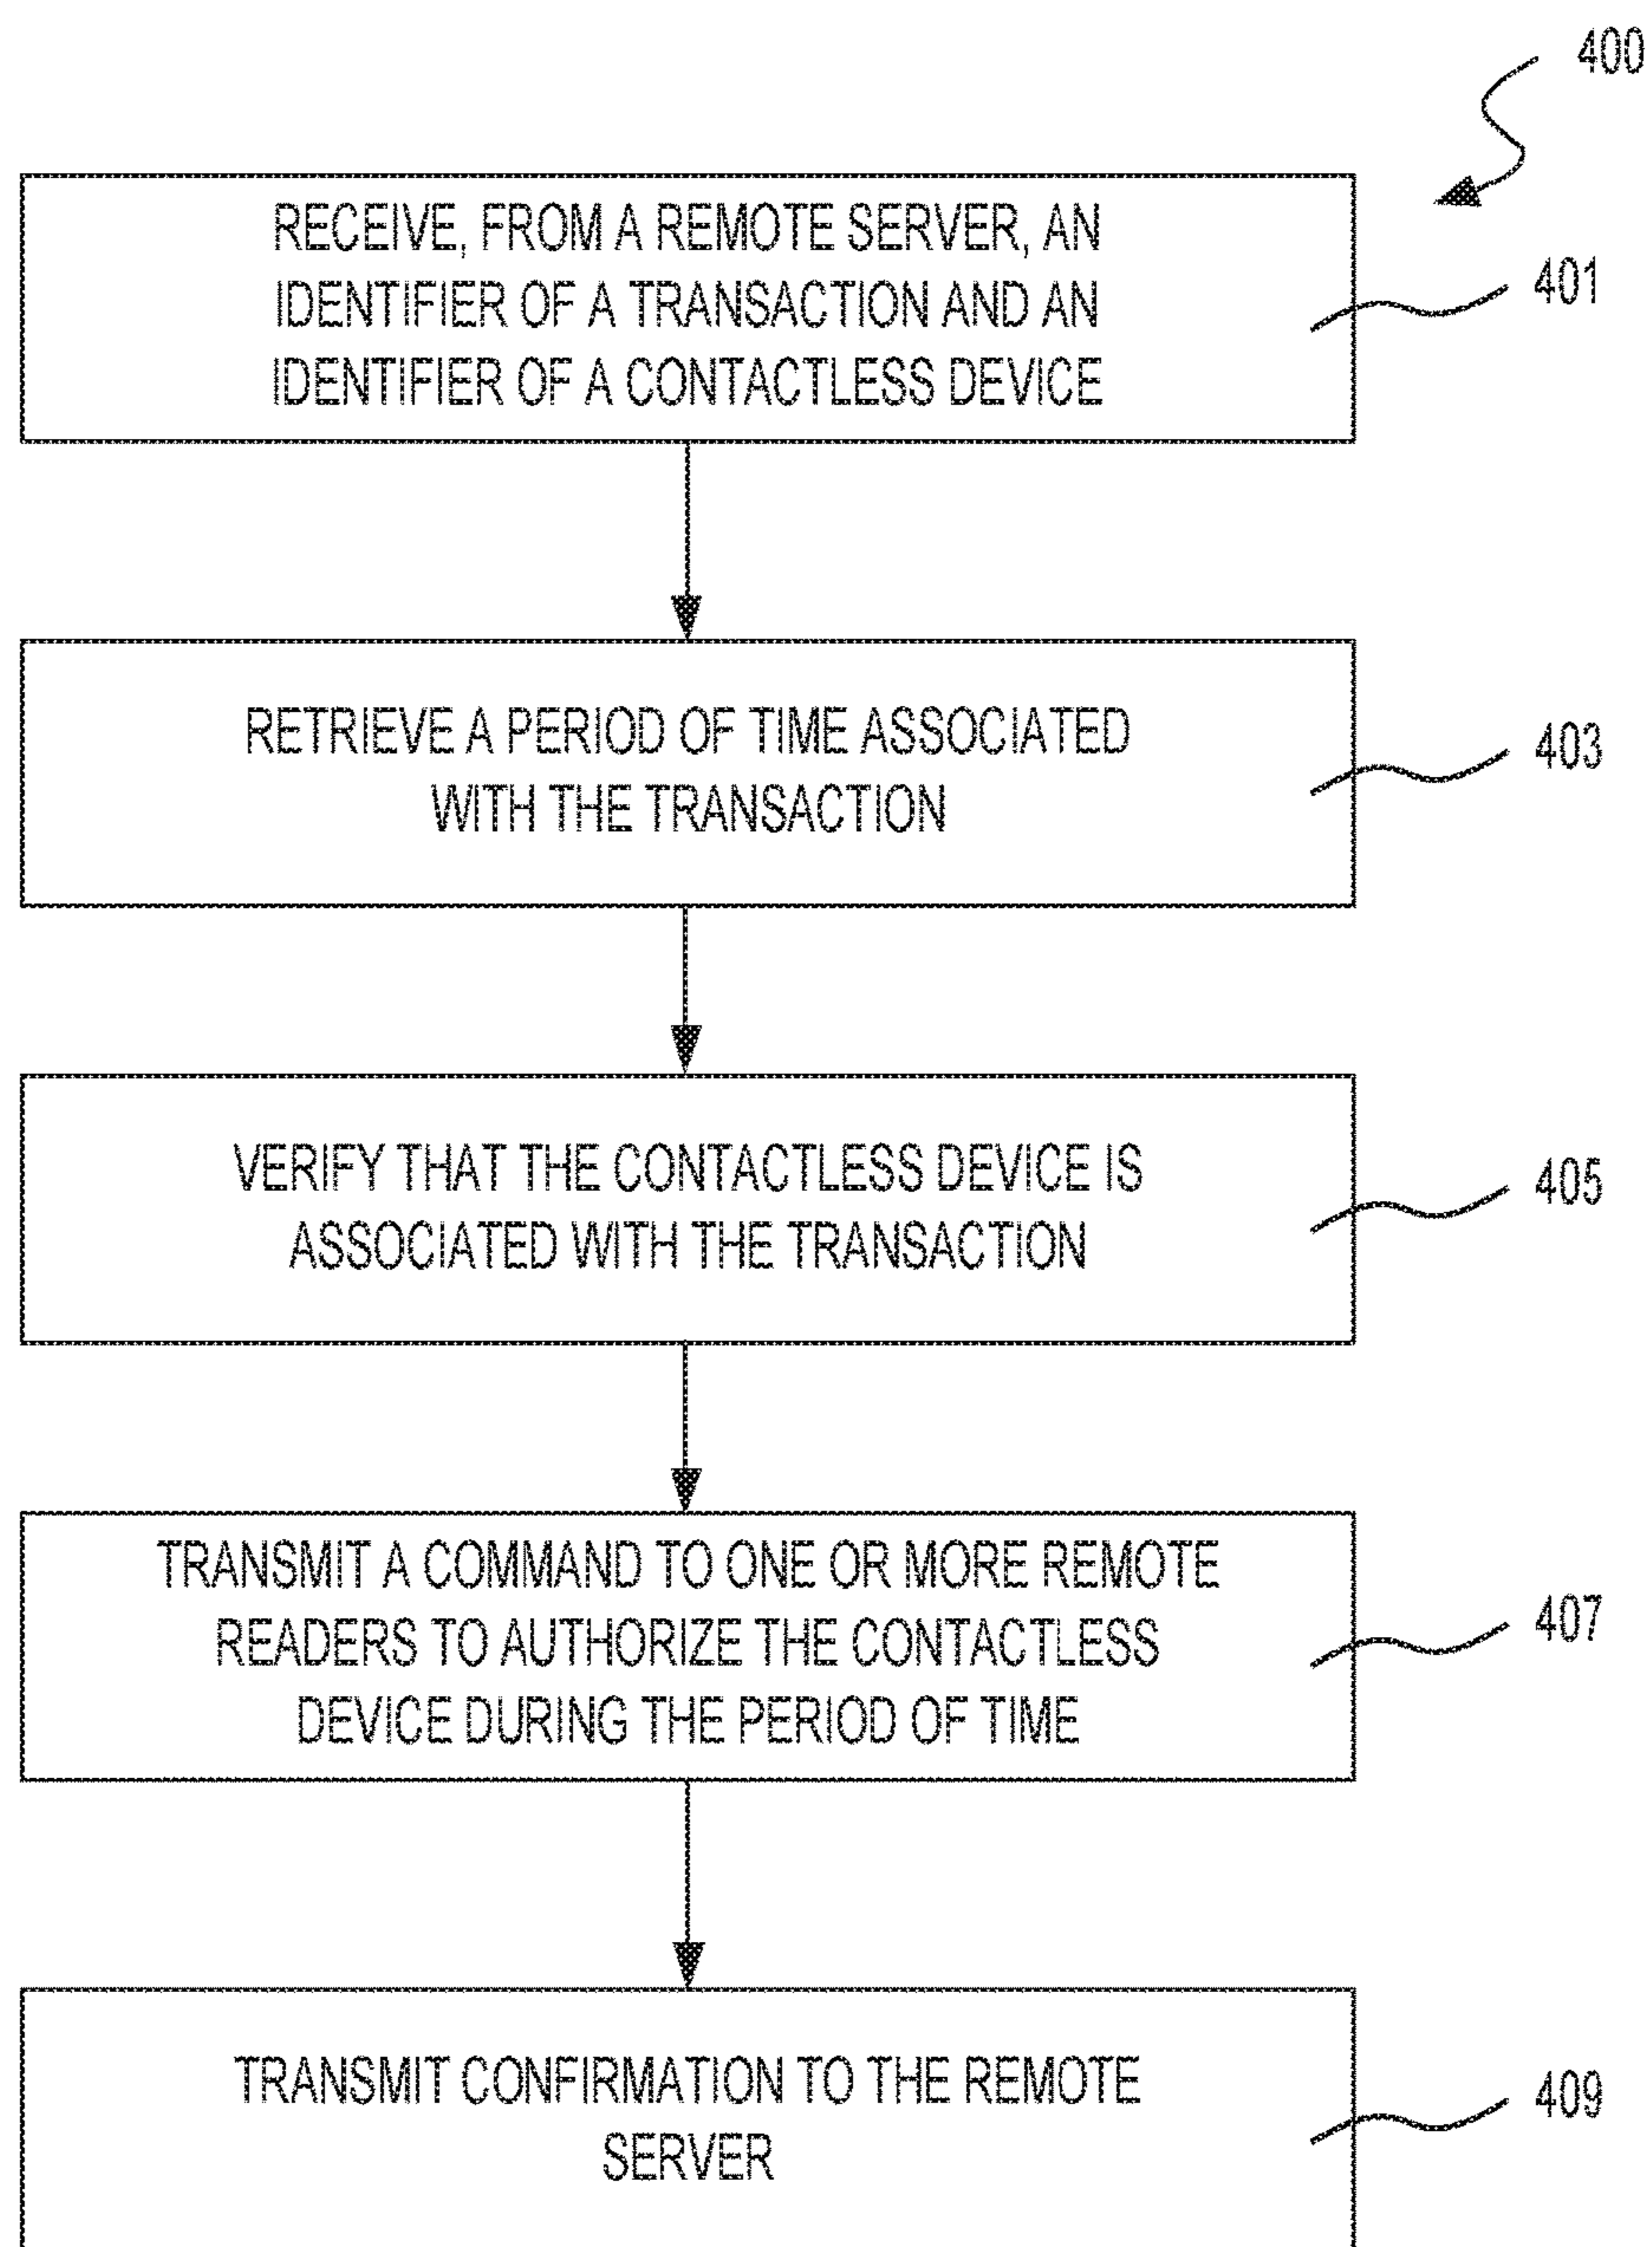 400
RECEIVE, FROM A REMOTE SERVER, AN
IDENTIFIER OF A TRANSACTION AND AN
IDENTIFIER OF A CONTACTLESS DEVICE
401
RETRIEVE A PERIOD OF TIME ASSOCIATED
WITH THE TRANSACTION
403
VERIFY THAT THE CONTACTLESS DEVICE IS
ASSOCIATED WITH THE TRANSACTION
405
TRANSMIT A COMMAND TO ONE OR MORE REMOTE
READERS TO AUTHORIZE THE CONTACTLESS
DEVICE DURING THE PERIOD OF TIME
407
TRANSMIT CONFIRMATION TO THE REMOTE
SERVER
409